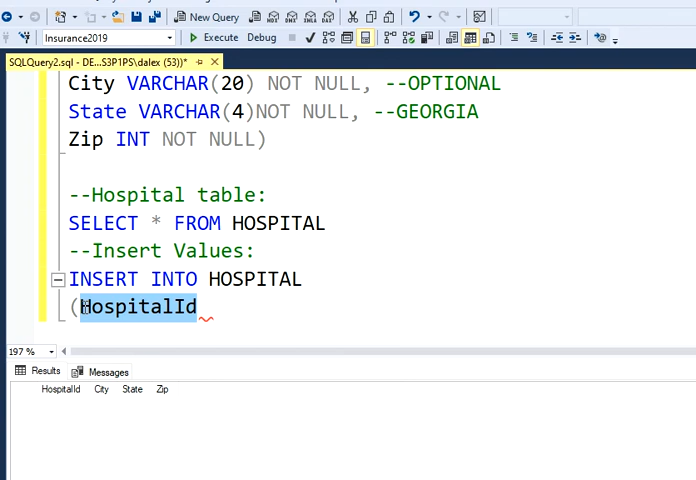 New Query
Insurance2019
Execute Debug
SQLQuery2.sql - DE...S3P1PS\dalex (53))*
City VARCHAR(20) NOT NULL, --OPTIONAL
State VARCHAR(4)NOT NULL, --GEORGIA
Zip INT NOT NULL)
--Hospital table:
SELECT * FROM HOSPITAL
--Insert Values:
INSERT INTO HOSPITAL
(HospitalId
197 %
Results Messages
HospitalId City State Zip